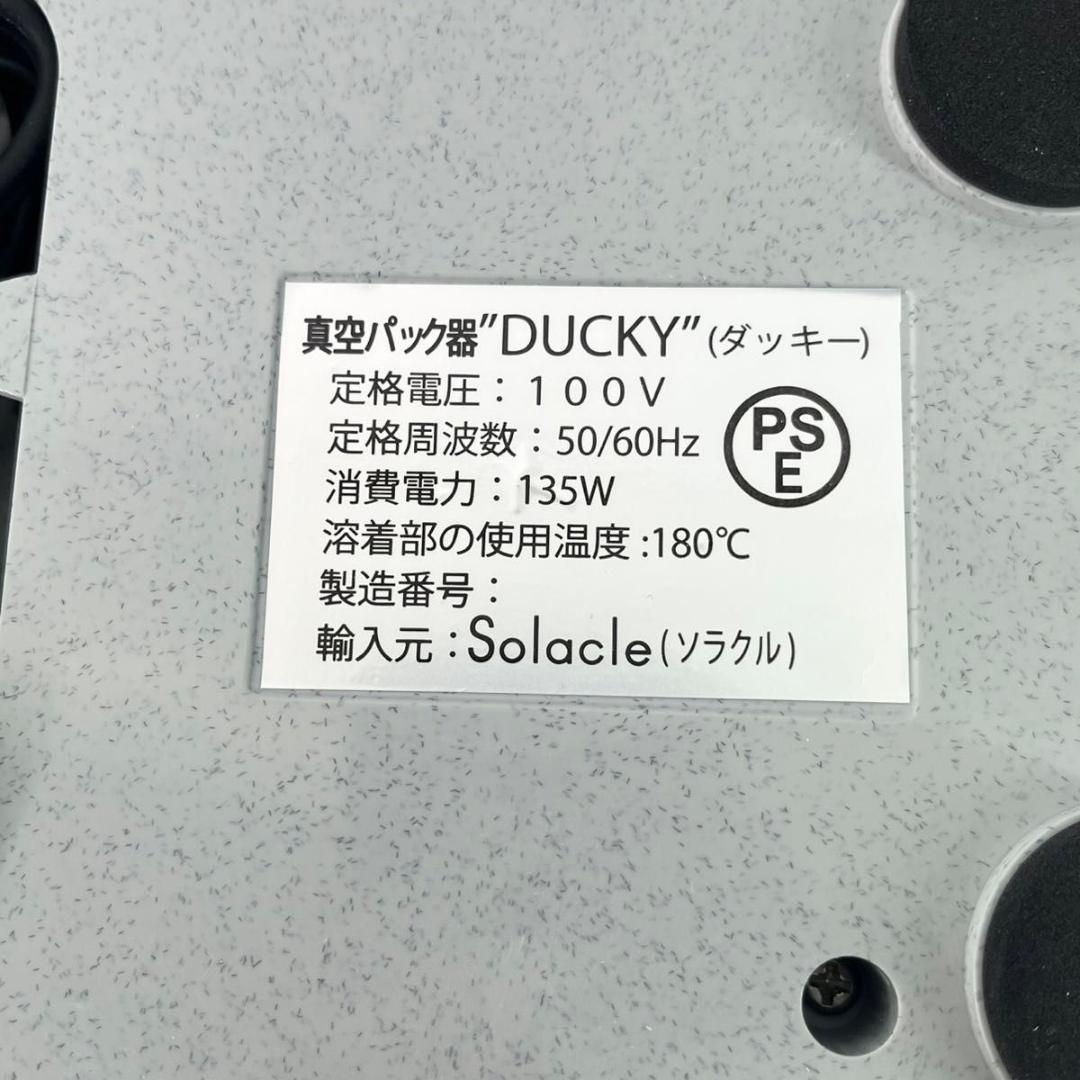 真空パック器”DUCKY”(ダッキー)
定格電圧：１００Ｖ
定格周波数：50/60Hz
消費電力：135W
溶着部の使用温度:180℃
製造番号：
輸入元：Solacle(ソラクル)
PS
E